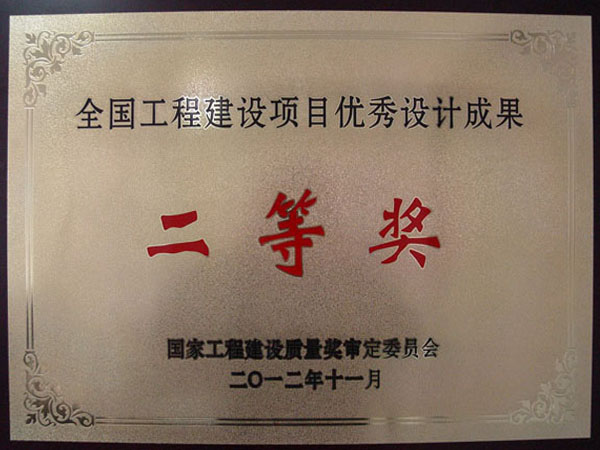 全国工程建设项目优秀设计成果
二等奖
国家工程建设质量奖审定委员会
二〇一二年十一月